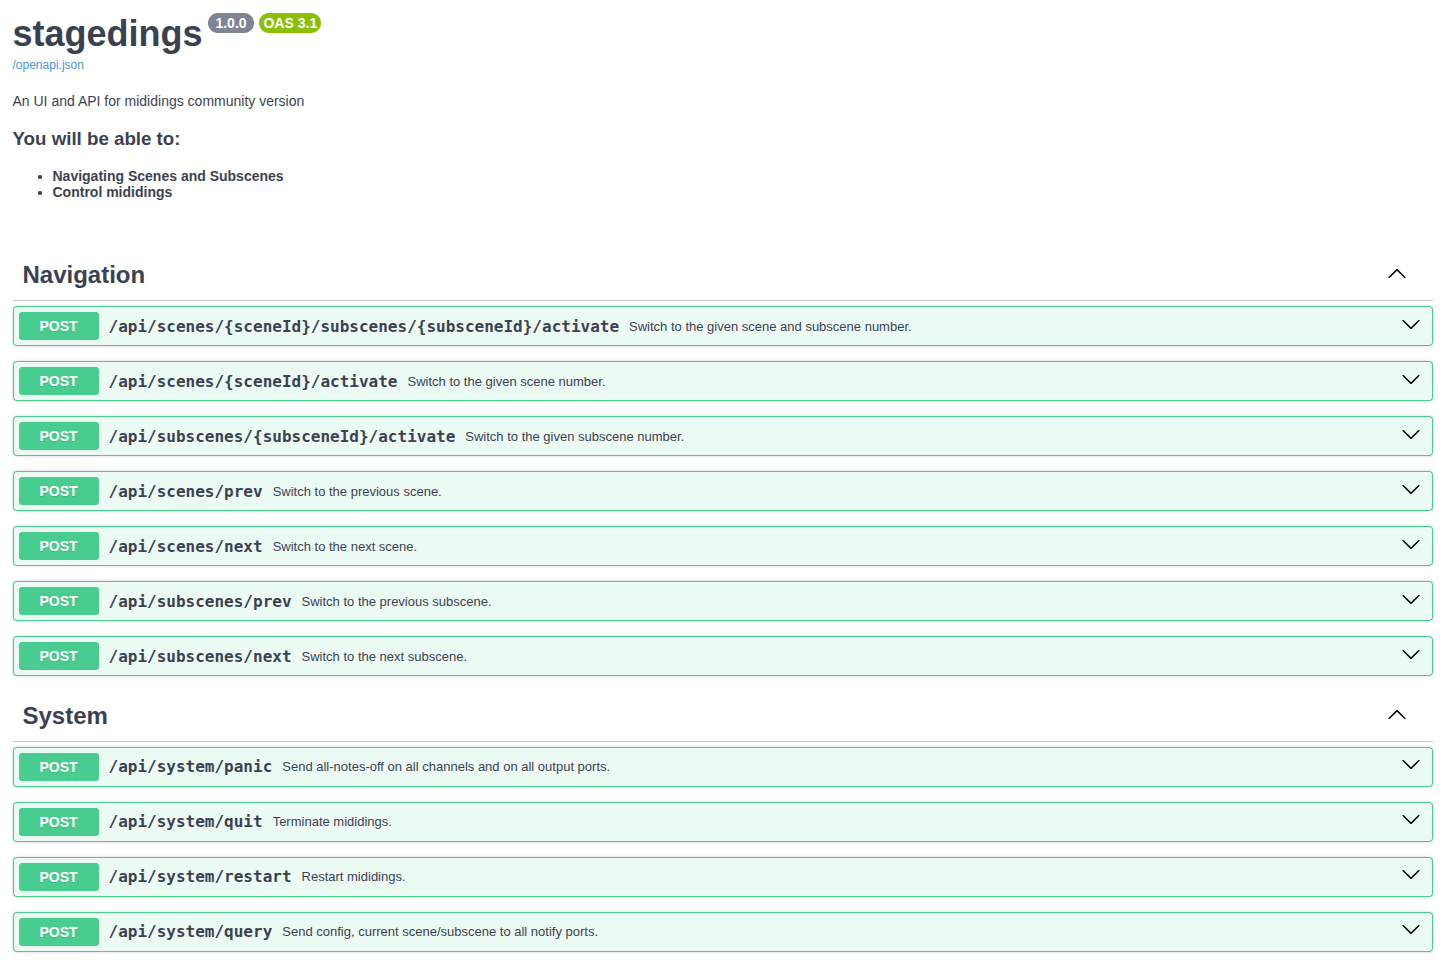 stagedings 1.0.0 OAS 3.1
/openapi.json
An UI and API for mididings community version
You will be able to:
Navigating Scenes and Subscenes
Control mididings
Navigation
POST /api/scenes/{sceneId}/subscenes/{subsceneId}/activate Switch to the given scene and subscene number.
POST /api/scenes/{sceneId}/activate Switch to the given scene number.
POST /api/subscenes/{subsceneId}/activate Switch to the given subscene number.
POST /api/scenes/prev Switch to the previous scene.
POST /api/scenes/next Switch to the next scene.
POST /api/subscenes/prev Switch to the previous subscene.
POST /api/subscenes/next Switch to the next subscene.
System
POST /api/system/panic Send all-notes-off on all channels and on all output ports.
POST /api/system/quit Terminate mididings.
POST /api/system/restart Restart mididings.
POST /api/system/query Send config, current scene/subscene to all notify ports.